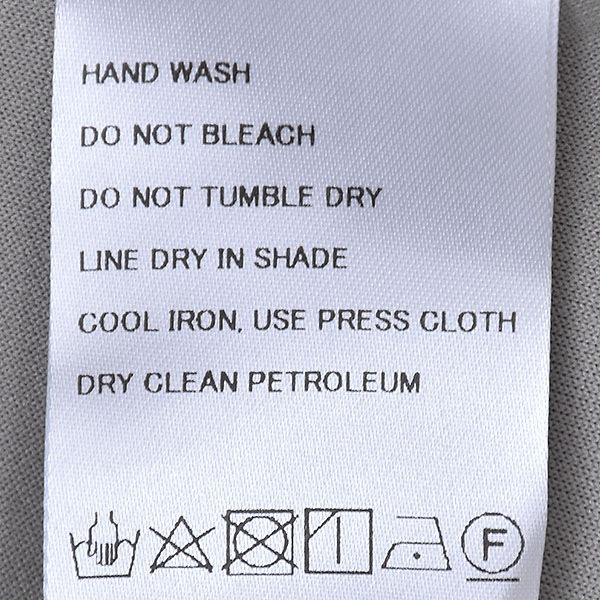 HAND WASH
DO NOT BLEACH
DO NOT TUMBLE DRY
LINE DRY IN SHADE
COOL IRON, USE PRESS CLOTH
DRY CLEAN PETROLEUM
F